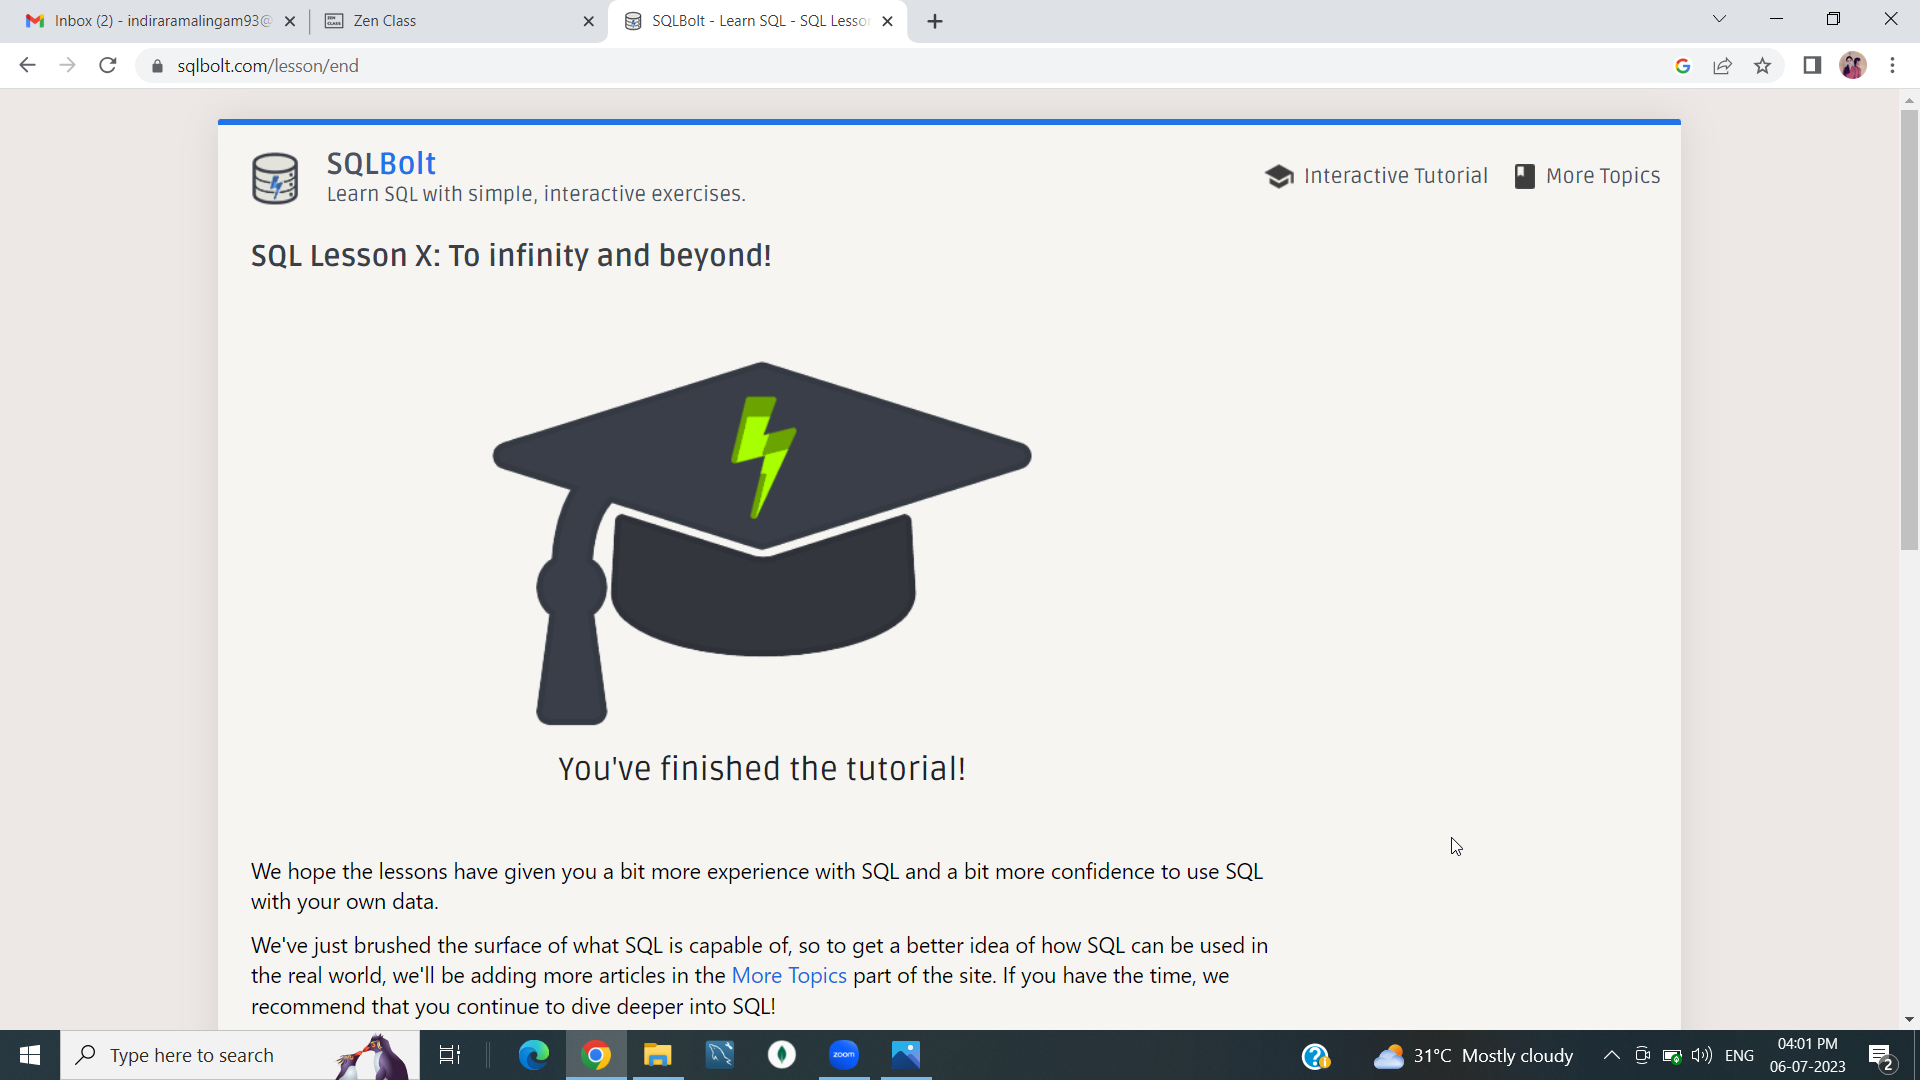 Inbox (2) - indiraramalingam93@
Zen Class
SQLBolt - Learn SQL - SQL Lesson
sqlbolt.com/lesson/end
SQLBolt
Learn SQL with simple, interactive exercises.
Interactive Tutorial
More Topics
SQL Lesson X: To infinity and beyond!
You've finished the tutorial!
We hope the lessons have given you a bit more experience with SQL and a bit more confidence to use SQL
with your own data.
We've just brushed the surface of what SQL is capable of, so to get a better idea of how SQL can be used in
the real world, we'll be adding more articles in the More Topics part of the site. If you have the time, we
recommend that you continue to dive deeper into SQL!
Type here to search
zoom
31°C Mostly cloudy
ENG
04:01 PM
06-07-2023
2